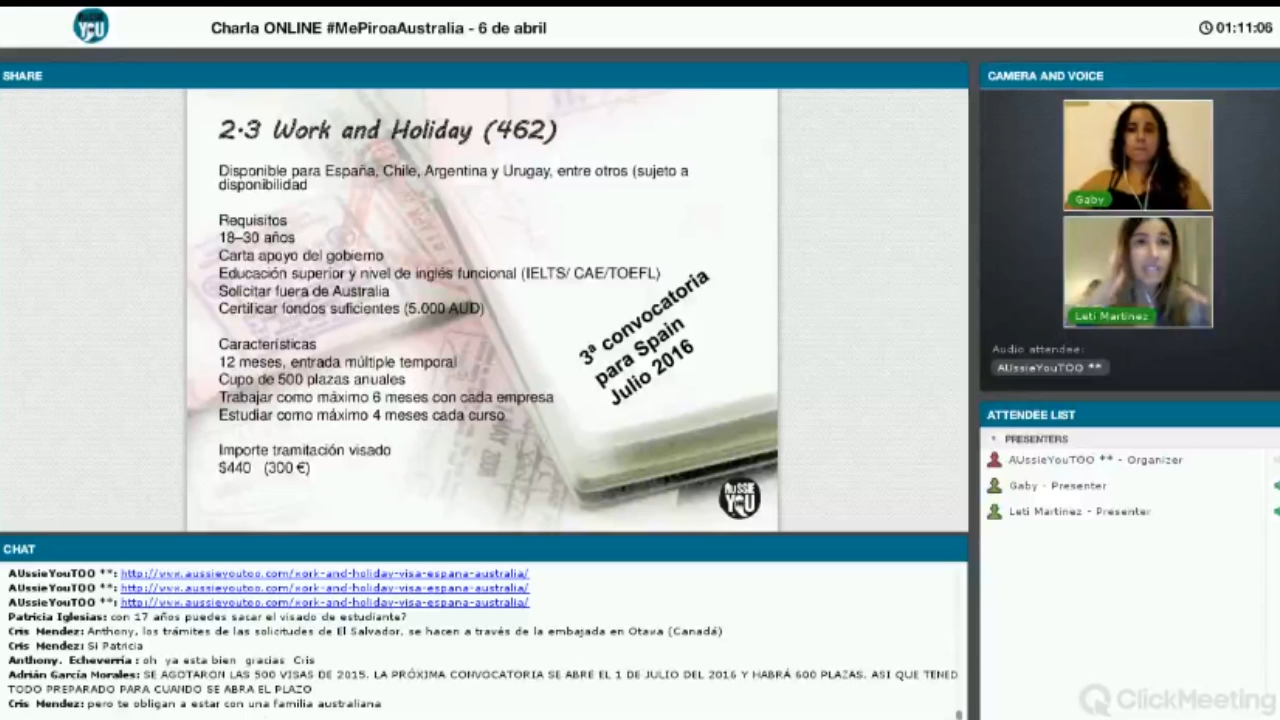 AUSSIE YOU
Charla ONLINE #MePiroaAustralia - 6 de abril
01:11:06
SHARE
2.3 Work and Holiday (462)
Disponible para España, Chile, Argentina y Urugay, entre otros (sujeto a
disponibilidad
Requisitos
18–30 años
Carta apoyo del gobierno
Educación superior y nivel de inglés funcional (IELTS/ CAE/TOEFL)
Solicitar fuera de Australia
Certificar fondos suficientes (5.000 AUD)
Características
12 meses, entrada múltiple temporal
Cupo de 500 plazas anuales
Trabajar como máximo 6 meses con cada empresa
Estudiar como máximo 4 meses cada curso
Importe tramitación visado
$440 (300 €)
3ª convocatoria
para Spain
Julio 2016
AUSSIE YOU
CAMERA AND VOICE
Gaby
Leti Martinez
Audio attendee:
AUssieYouTOO **
ATTENDEE LIST
PRESENTERS
AUssieYouTOO ** - Organizer
Gaby - Presenter
Leti Martinez - Presenter
CHAT
AUssieYouTOO **: http://www.aussieyoutoo.com/work-and-holiday-visa-espana-australia/
AUssieYouTOO **: http://www.aussieyoutoo.com/work-and-holiday-visa-espana-australia/
AUssieYouTOO **: http://www.aussieyoutoo.com/work-and-holiday-visa-espana-australia/
Patricia Iglesias: con 17 años puedes sacar el visado de estudiante?
Cris Mendez: Anthony, los trámites de las solicitudes de El Salvador, se hacen a través de la embajada en Otawa (Canadá)
Cris Mendez: Si Patricia
Anthony. Echeverría : oh ya esta bien gracias Cris
Adrián García Morales: SE AGOTARON LAS 500 VISAS DE 2015. LA PRÓXIMA CONVOCATORIA SE ABRE EL 1 DE JULIO DEL 2016 Y HABRÁ 600 PLAZAS. ASI QUE TENED
TODO PREPARADO PARA CUANDO SE ABRA EL PLAZO
Cris Mendez: pero te obligan a estar con una familia australiana
ClickMeeting